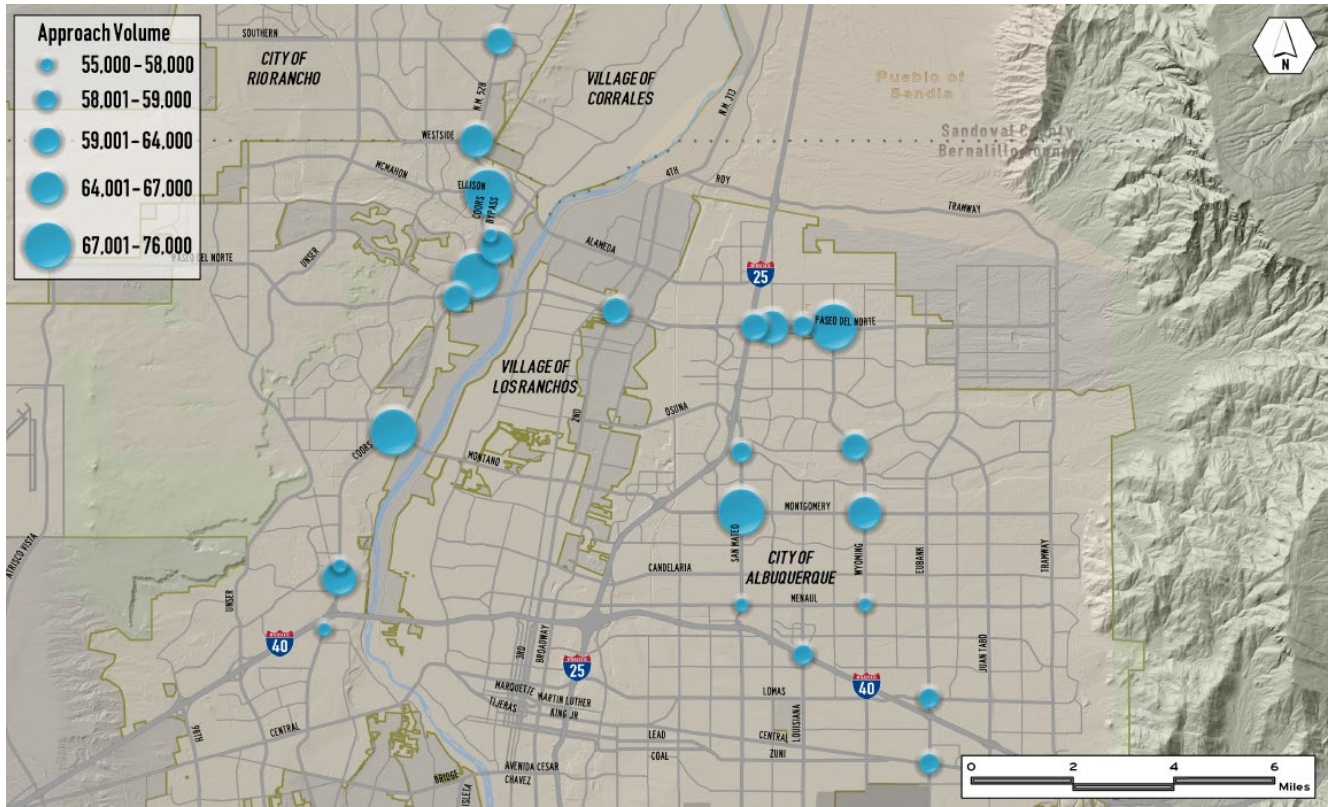 Approach Volume
55,000 – 58,000
58,001 – 59,000
59,001 – 64,000
64,001 – 67,000
67,001 – 76,000
SOUTHERN
CITY OF
RIO RANCHO
N.M. 528
VILLAGE OF
CORRALES
N.M. 313
Pueblo of
Sandia
Sandoval County
Bernalillo County
N
WESTSIDE
MCMAHON
ELLISON
COORS
BYPASS
4TH
ROY
TRAMWAY
UNSER
PASEO DEL NORTE
ALAMEDA
INTERSTATE
25
PASEO DEL NORTE
VILLAGE OF
LOS RANCHOS
2ND
OSUNA
COORS
MONTANO
MONTGOMERY
SAN MATEO
CITY OF
ALBUQUERQUE
WYOMING
EUBANK
TRAMWAY
ATRISCO VISTA
CANDELARIA
MENAUL
UNSER
INTERSTATE
40
3RD
BROADWAY
INTERSTATE
25
JUAN TABO
INTERSTATE
40
MARQUETTE
MARTIN LUTHER
KING JR
TIJERAS
LOMAS
LOUISIANA
98TH
CENTRAL
LEAD
COAL
CENTRAL
ZUNI
BRIDGE
AVENIDA CESAR
CHAVEZ
ISLETA
0 2 4 6
Miles